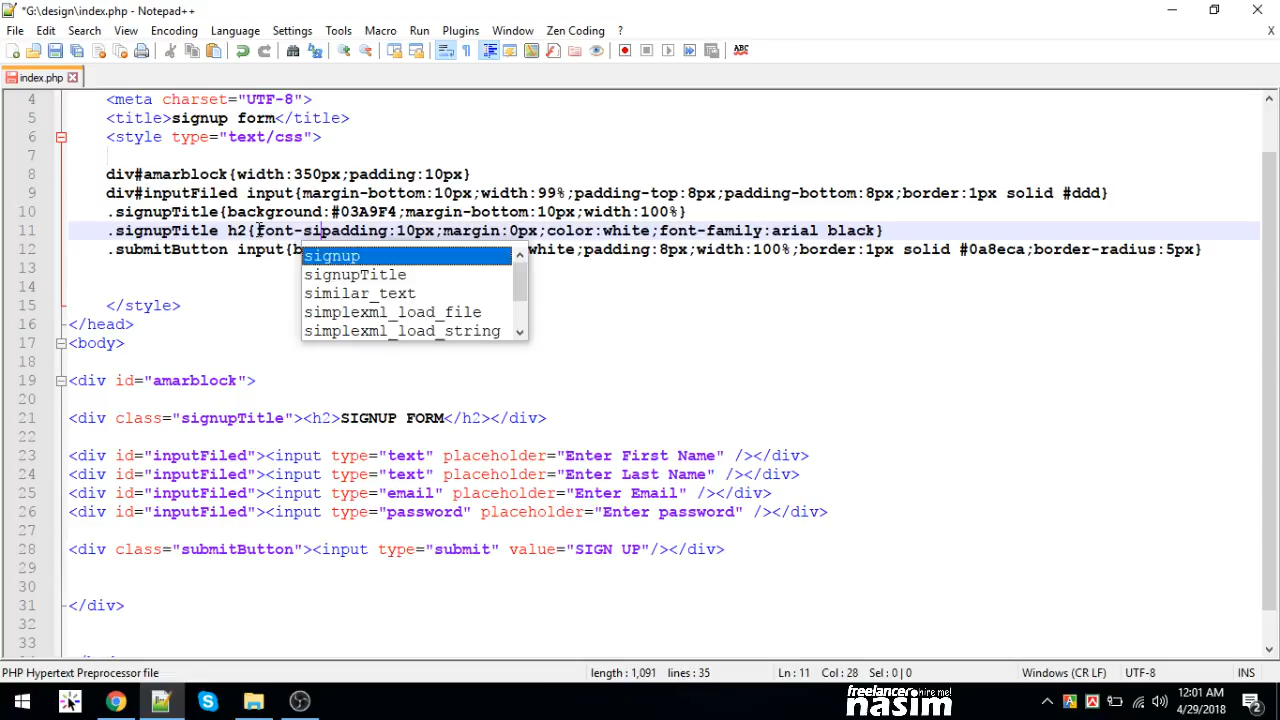 *G:\design\index.php - Notepad++
File Edit Search View Encoding Language Settings Tools Macro Run Plugins Window Zen Coding ? X
ABC
index.php
4 <meta charset="UTF-8">
5 <title>signup form</title>
6 <style type="text/css">
7
8 div#amarblock{width:350px;padding:10px}
9 div#inputFiled input{margin-bottom:10px;width:99%;padding-top:8px;padding-bottom:8px;border:1px solid #ddd}
10 .signupTitle{background:#03A9F4;margin-bottom:10px;width:100%}
11 .signupTitle h2{font-sipadding:10px;margin:0px;color:white;font-family:arial black}
12 .submitButton input{ white;padding:8px;width:100%;border:1px solid #0a8eca;border-radius:5px}
signup
signupTitle
similar_text
simplexml_load_file
simplexml_load_string
13
14
15 </style>
16 </head>
17 <body>
18
19 <div id="amarblock">
20
21 <div class="signupTitle"><h2>SIGNUP FORM</h2></div>
22
23 <div id="inputFiled"><input type="text" placeholder="Enter First Name" /></div>
24 <div id="inputFiled"><input type="text" placeholder="Enter Last Name" /></div>
25 <div id="inputFiled"><input type="email" placeholder="Enter Email" /></div>
26 <div id="inputFiled"><input type="password" placeholder="Enter password" /></div>
27
28 <div class="submitButton"><input type="submit" value="SIGN UP"/></div>
29
30
31 </div>
32
33
PHP Hypertext Preprocessor file length : 1,091 lines : 35 Ln : 11 Col : 28 Sel : 0 | 0 Windows (CR LF) UTF-8 INS
freelancer hire me!
nasim
12:01 AM
4/29/2018
2